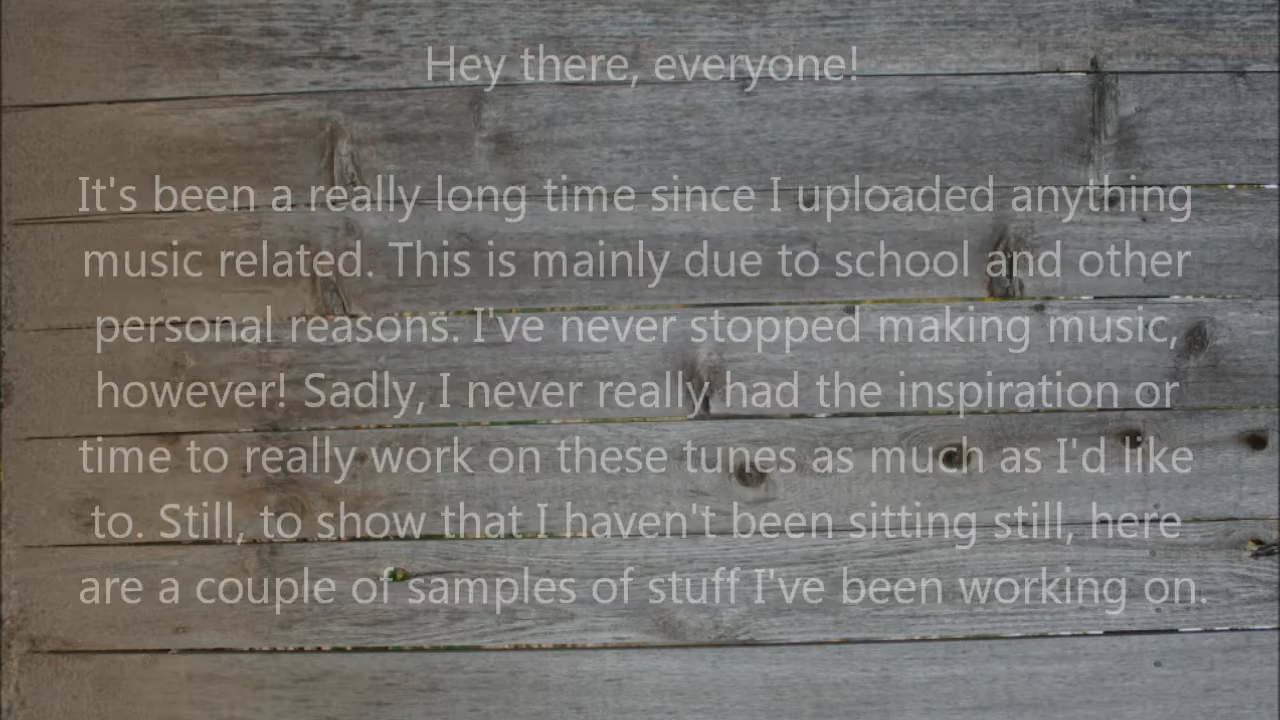 Hey there, everyone!
It's been a really long time since I uploaded anything
music related. This is mainly due to school and other
personal reasons. I've never stopped making music,
however! Sadly, I never really had the inspiration or
time to really work on these tunes as much as I'd like
to. Still, to show that I haven't been sitting still, here
are a couple of samples of stuff I've been working on.